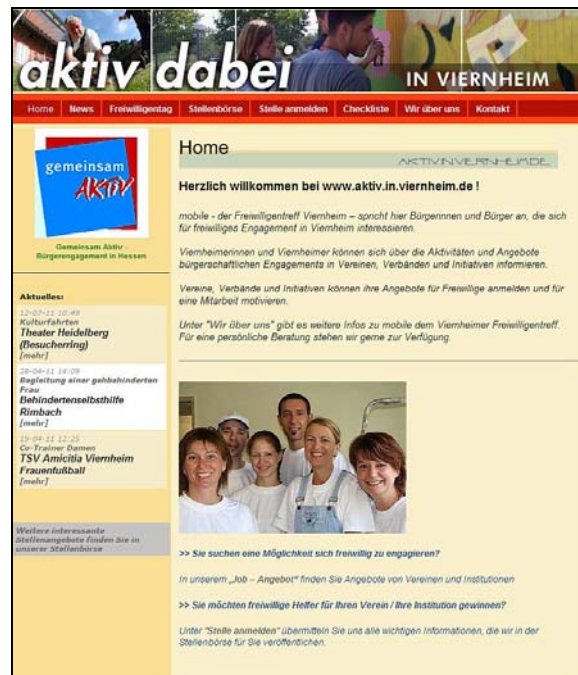 aktiv dabei
IN VIERNHEIM
Home News Freiwilligentag Stellenbörse Stelle anmelden Checkliste Wir über uns Kontakt
gemeinsam
AKTIV
Gemeinsam Aktiv -
Bürgerengagement in Hessen
Aktuelles:
12-07-11 10:49
Kulturfahrten
Theater Heidelberg
(Besucherring)
[mehr]
28-04-11 14:09
Begleitung einer gehbehinderten
Frau
Behindertenselbsthilfe
Rimbach
[mehr]
19-04-11 12:25
Co-Trainer Damen
TSV Amicitia Viernheim
Frauenfußball
[mehr]
Weitere interessante
Stellenangebote finden Sie in
unserer Stellenbörse
Home
AKTIV.IN.VIERNHEIM.DE
Herzlich willkommen bei www.aktiv.in.viernheim.de !
mobile - der Freiwilligentreff Viernheim – spricht hier Bürgerinnen und Bürger an, die sich
für freiwilliges Engagement in Viernheim interessieren.
Viernheimerinnen und Viernheimer können sich über die Aktivitäten und Angebote
bürgerschaftlichen Engagements in Vereinen, Verbänden und Initiativen informieren.
Vereine, Verbände und Initiativen können ihre Angebote für Freiwillige anmelden und für
eine Mitarbeit motivieren.
Unter "Wir über uns" gibt es weitere Infos zu mobile dem Viernheimer Freiwilligentreff.
Für eine persönliche Beratung stehen wir gerne zur Verfügung.
>> Sie suchen eine Möglichkeit sich freiwillig zu engagieren?
In unserem „Job – Angebot“ finden Sie Angebote von Vereinen und Institutionen
>> Sie möchten freiwillige Helfer für Ihren Verein / Ihre Institution gewinnen?
Unter "Stelle anmelden" übermitteln Sie uns alle wichtigen Informationen, die wir in der
Stellenbörse für Sie veröffentlichen.